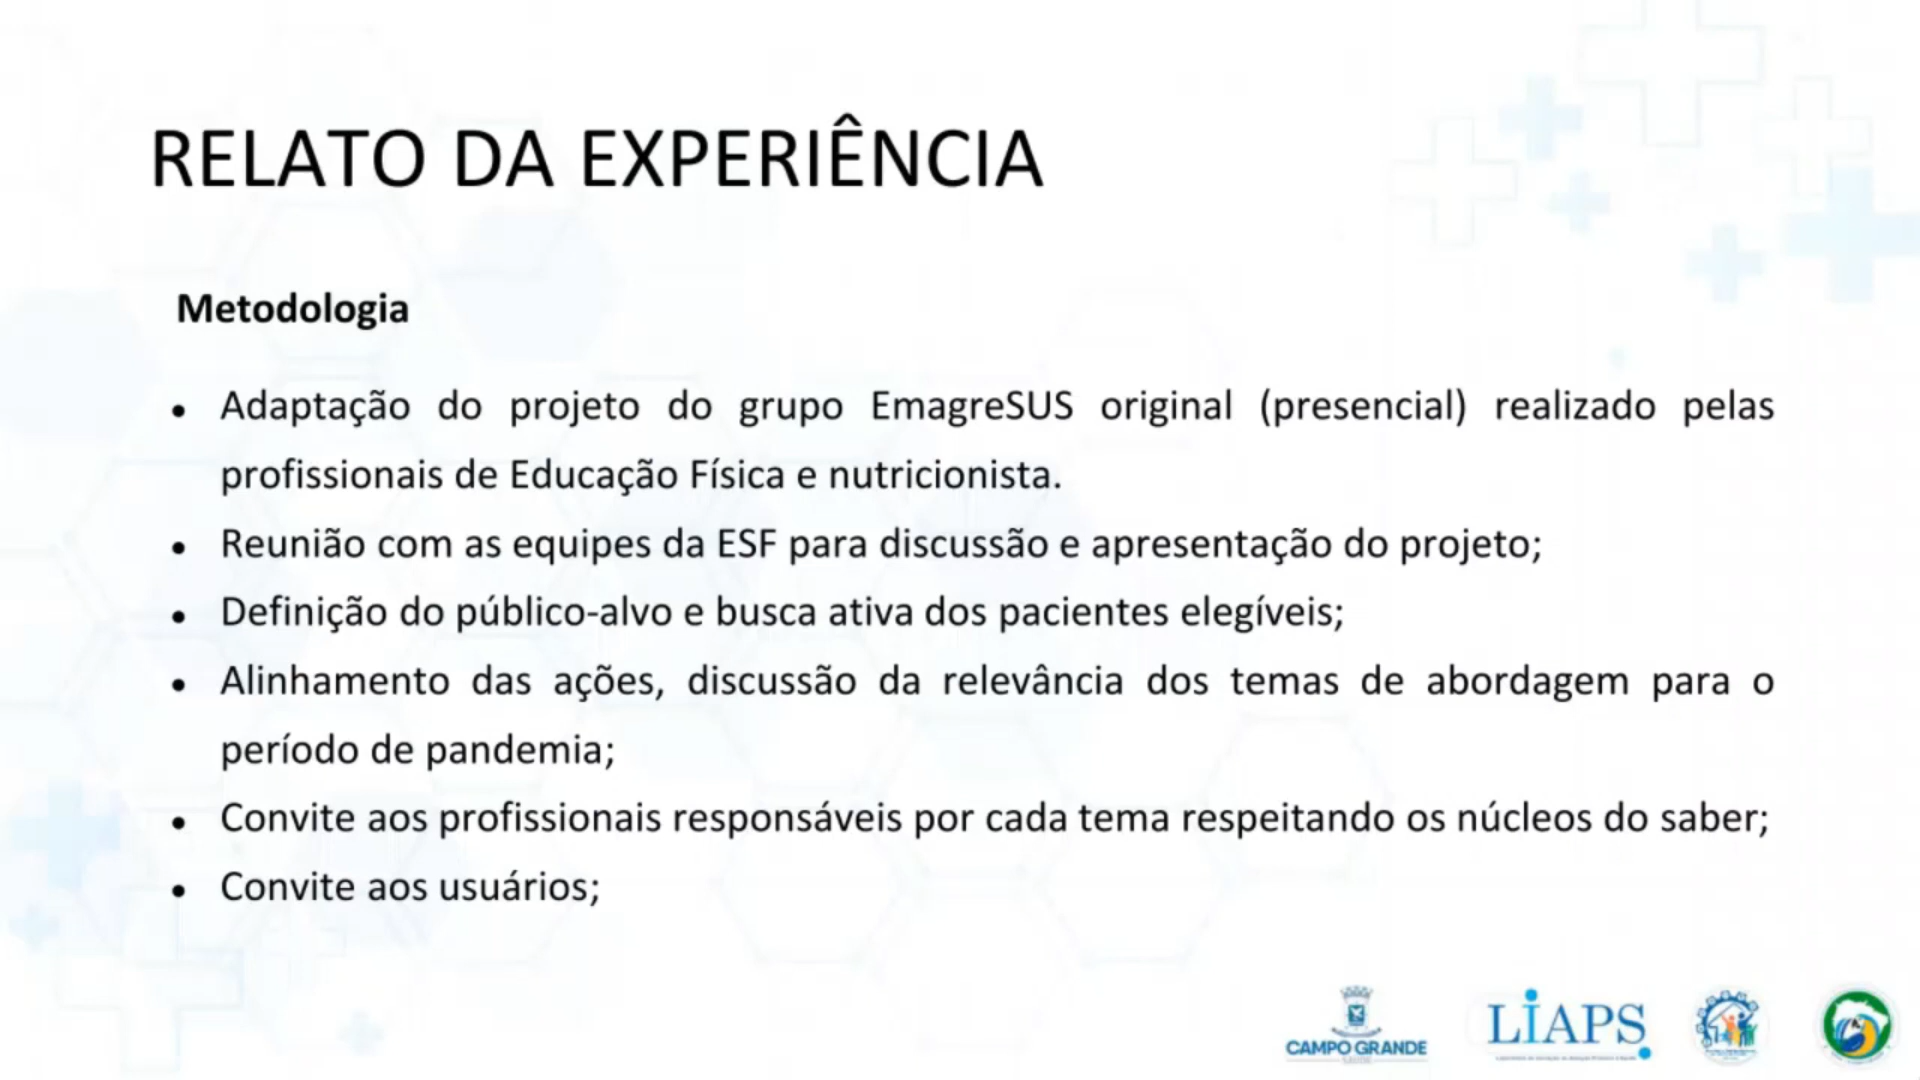 RELATO DA EXPERIÊNCIA
Metodologia
• Adaptação do projeto do grupo EmagreSUS original (presencial) realizado pelas
profissionais de Educação Física e nutricionista.
• Reunião com as equipes da ESF para discussão e apresentação do projeto;
• Definição do público-alvo e busca ativa dos pacientes elegíveis;
• Alinhamento das ações, discussão da relevância dos temas de abordagem para o
período de pandemia;
• Convite aos profissionais responsáveis por cada tema respeitando os núcleos do saber;
• Convite aos usuários;
CAMPO GRANDE
LIAPS